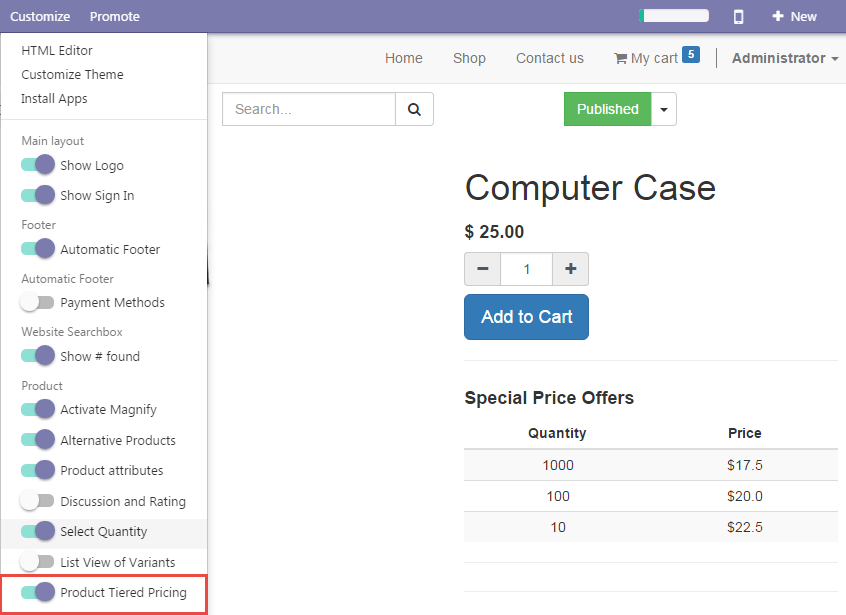 Customize Promote New
HTML Editor
Customize Theme
Install Apps
Main layout
Show Logo
Show Sign In
Footer
Automatic Footer
Automatic Footer
Payment Methods
Website Searchbox
Show # found
Product
Activate Magnify
Alternative Products
Product attributes
Discussion and Rating
Select Quantity
List View of Variants
Product Tiered Pricing
Home Shop Contact us My cart 5 Administrator
Search... Published
Computer Case
$ 25.00
1
Add to Cart
Special Price Offers
Quantity Price
1000 $17.5
100 $20.0
10 $22.5